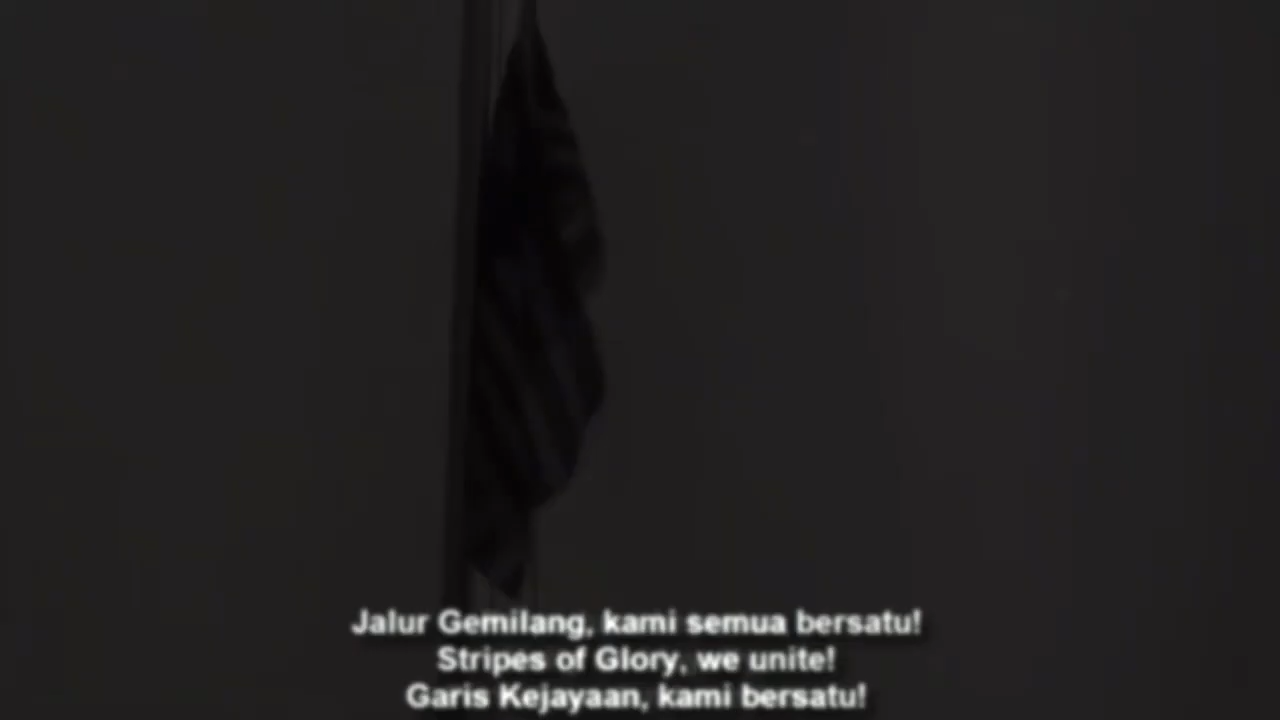 Jalur Gemilang, kami semua bersatu!
Stripes of Glory, we unite!
Garis Kejayaan, kami bersatu!